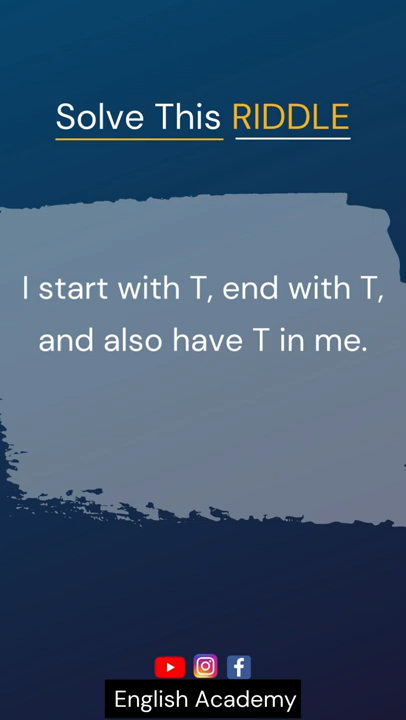 Solve This RIDDLE
I start with T, end with T,
and also have T in me.
English Academy